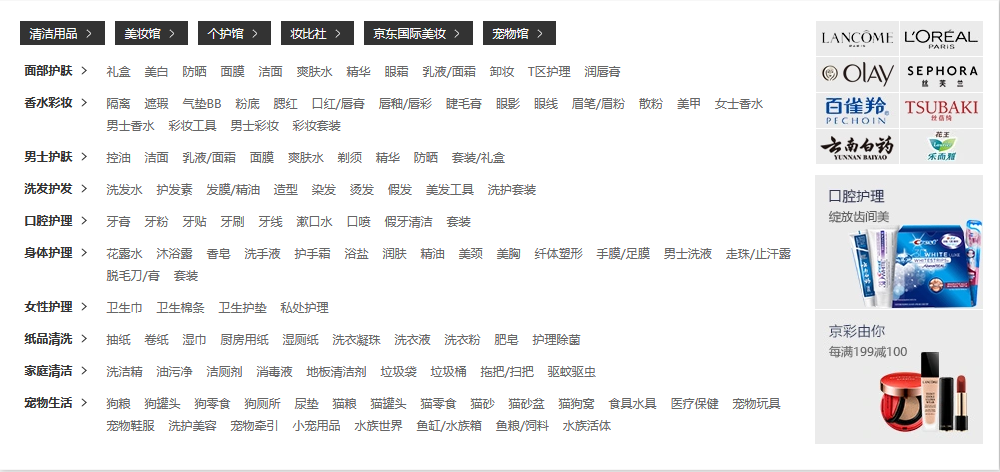 清洁用品 > 美妆馆 > 个护馆 > 妆比社 > 京东国际美妆 > 宠物馆 >
面部护肤 > 礼盒 美白 防晒 面膜 洁面 爽肤水 精华 眼霜 乳液/面霜 卸妆 T区护理 润唇膏
香水彩妆 > 隔离 遮瑕 气垫BB 粉底 腮红 口红/唇膏 唇釉/唇彩 睫毛膏 眼影 眼线 眉笔/眉粉 散粉 美甲 女士香水
男士香水 彩妆工具 男士彩妆 彩妆套装
男士护肤 > 控油 洁面 乳液/面霜 面膜 爽肤水 剃须 精华 防晒 套装/礼盒
洗发护发 > 洗发水 护发素 发膜/精油 造型 染发 烫发 假发 美发工具 洗护套装
口腔护理 > 牙膏 牙粉 牙贴 牙刷 牙线 漱口水 口喷 假牙清洁 套装
身体护理 > 花露水 沐浴露 香皂 洗手液 护手霜 浴盐 润肤 精油 美颈 美胸 纤体塑形 手膜/足膜 男士洗液 走珠/止汗露
脱毛刀/膏 套装
女性护理 > 卫生巾 卫生棉条 卫生护垫 私处护理
纸品清洗 > 抽纸 卷纸 湿巾 厨房用纸 湿厕纸 洗衣凝珠 洗衣液 洗衣粉 肥皂 护理除菌
家庭清洁 > 洗洁精 油污净 洁厕剂 消毒液 地板清洁剂 垃圾袋 垃圾桶 拖把/扫把 驱蚊驱虫
宠物生活 > 狗粮 狗罐头 狗零食 狗厕所 尿垫 猫粮 猫罐头 猫零食 猫砂 猫砂盆 猫狗窝 食具水具 医疗保健 宠物玩具
宠物鞋服 洗护美容 宠物牵引 小宠用品 水族世界 鱼缸/水族箱 鱼粮/饲料 水族活体
LANCÔME
PARIS
L'ORÉAL
PARIS
OLAY
SEPHORA
丝芙兰
百雀羚
PECHOIN
TSUBAKI
丝蓓绮
云南白药
YUNNAN BAIYAO
花王
Laurier
乐而雅
口腔护理
绽放齿间美
Crest
WHITE LUXE
WHITESTRIPS
京彩由你
每满199减100